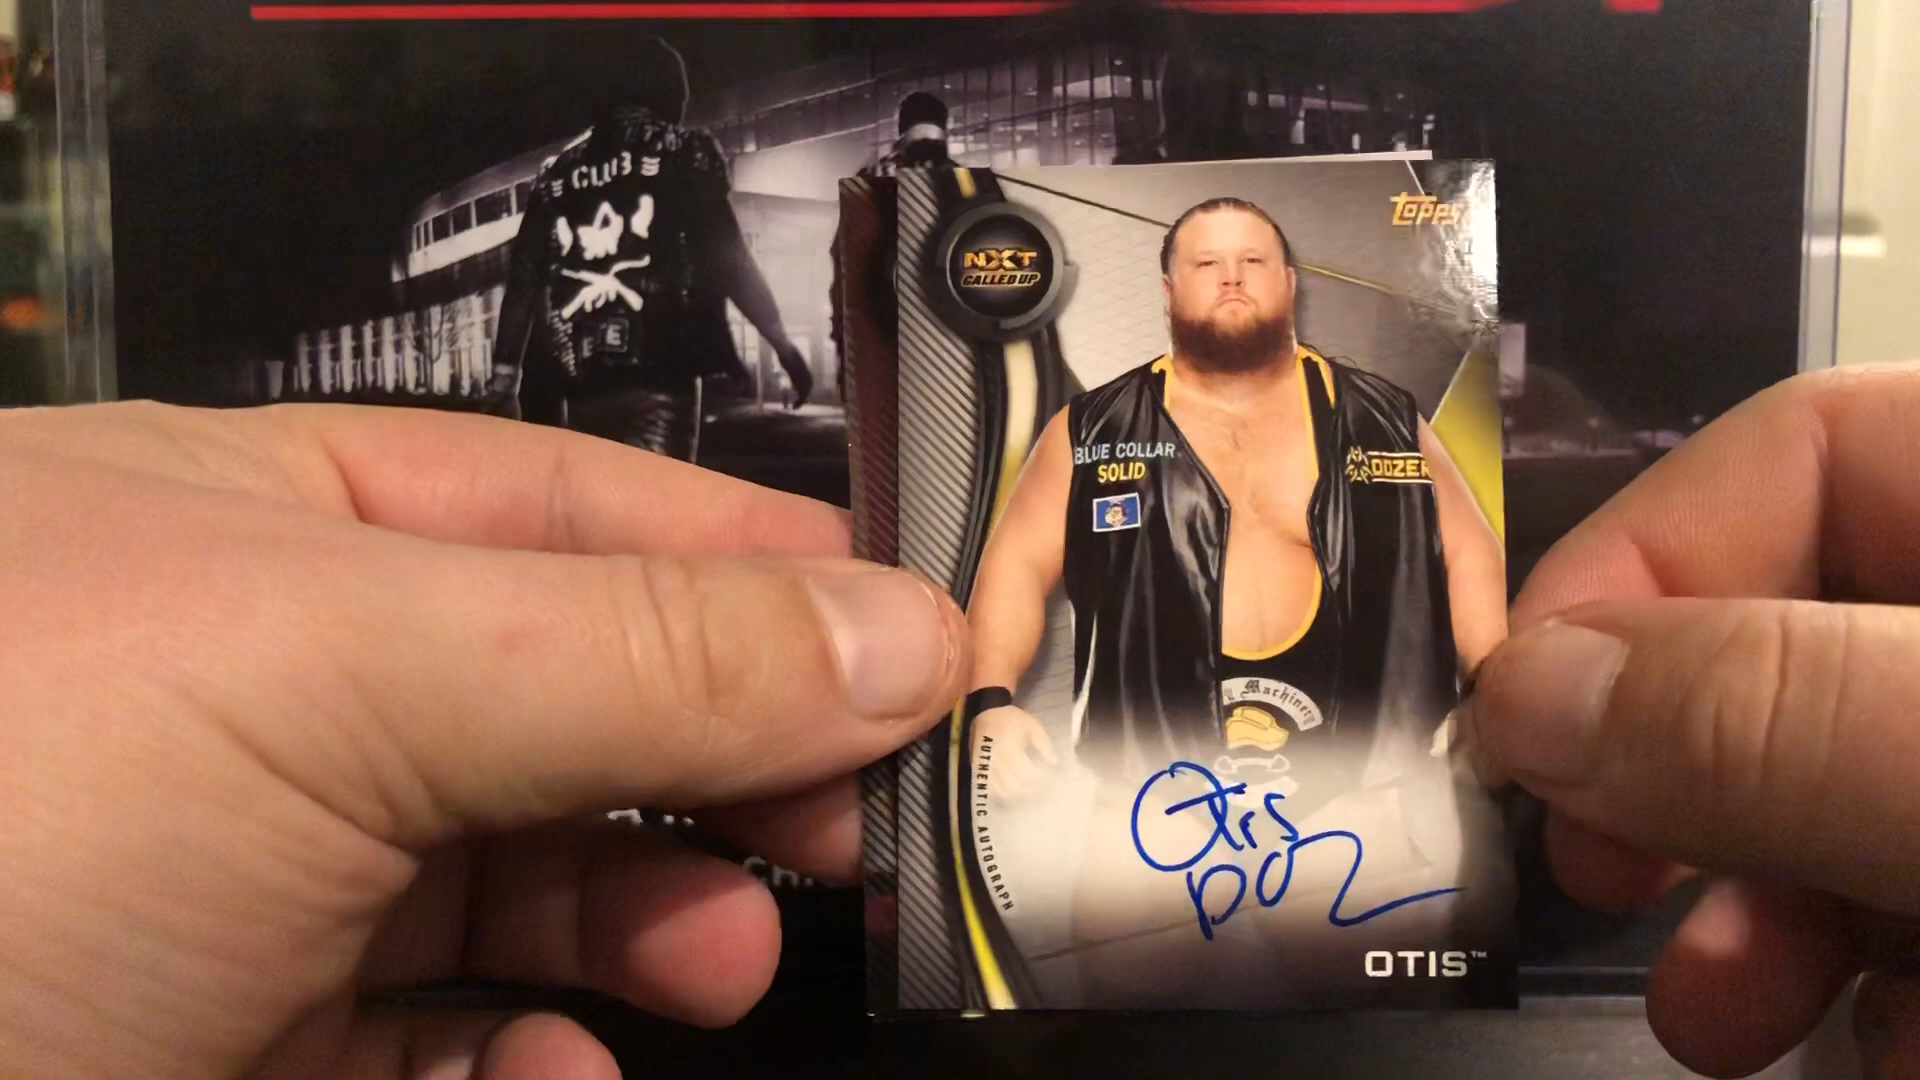 CLUB
topps
NXT
CALLED UP
BLUE COLLAR
SOLID
DOZER
Machinery
AUTHENTIC AUTOGRAPH
Otis
Doz
OTIS™